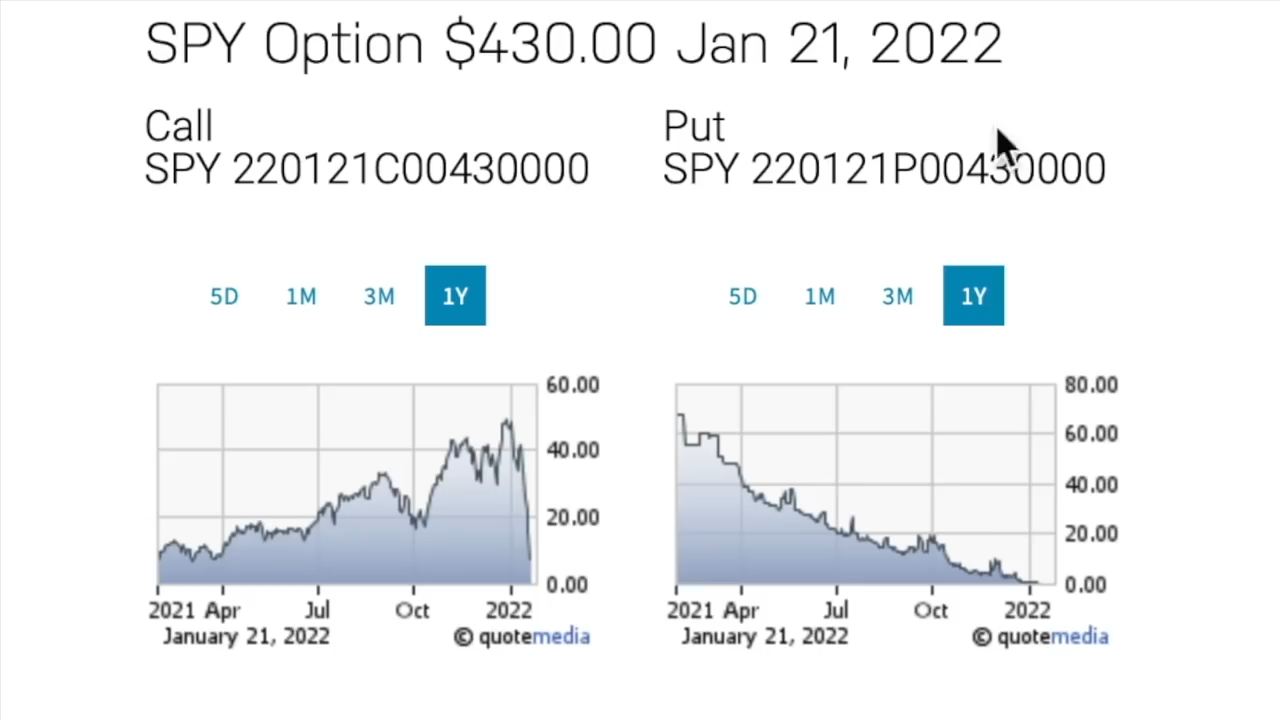 SPY Option $430.00 Jan 21, 2022
Call
SPY 220121C00430000
5D 1M 3M 1Y
60.00
40.00
20.00
0.00
2021 Apr Jul Oct 2022
January 21, 2022 © quotemedia
Put
SPY 220121P00430000
5D 1M 3M 1Y
80.00
60.00
40.00
20.00
0.00
2021 Apr Jul Oct 2022
January 21, 2022 © quotemedia